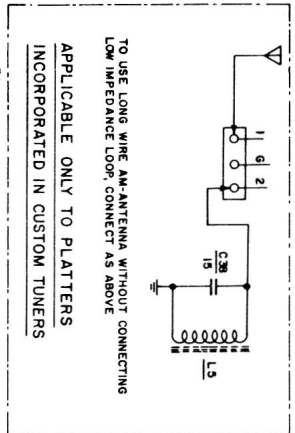 1
G
2
C 38
15
L5
TO USE LONG WIRE AM-ANTENNA WITHOUT CONNECTING
LOW IMPEDANCE LOOP, CONNECT AS ABOVE
APPLICABLE ONLY TO PLATTERS
INCORPORATED IN CUSTOM TUNERS